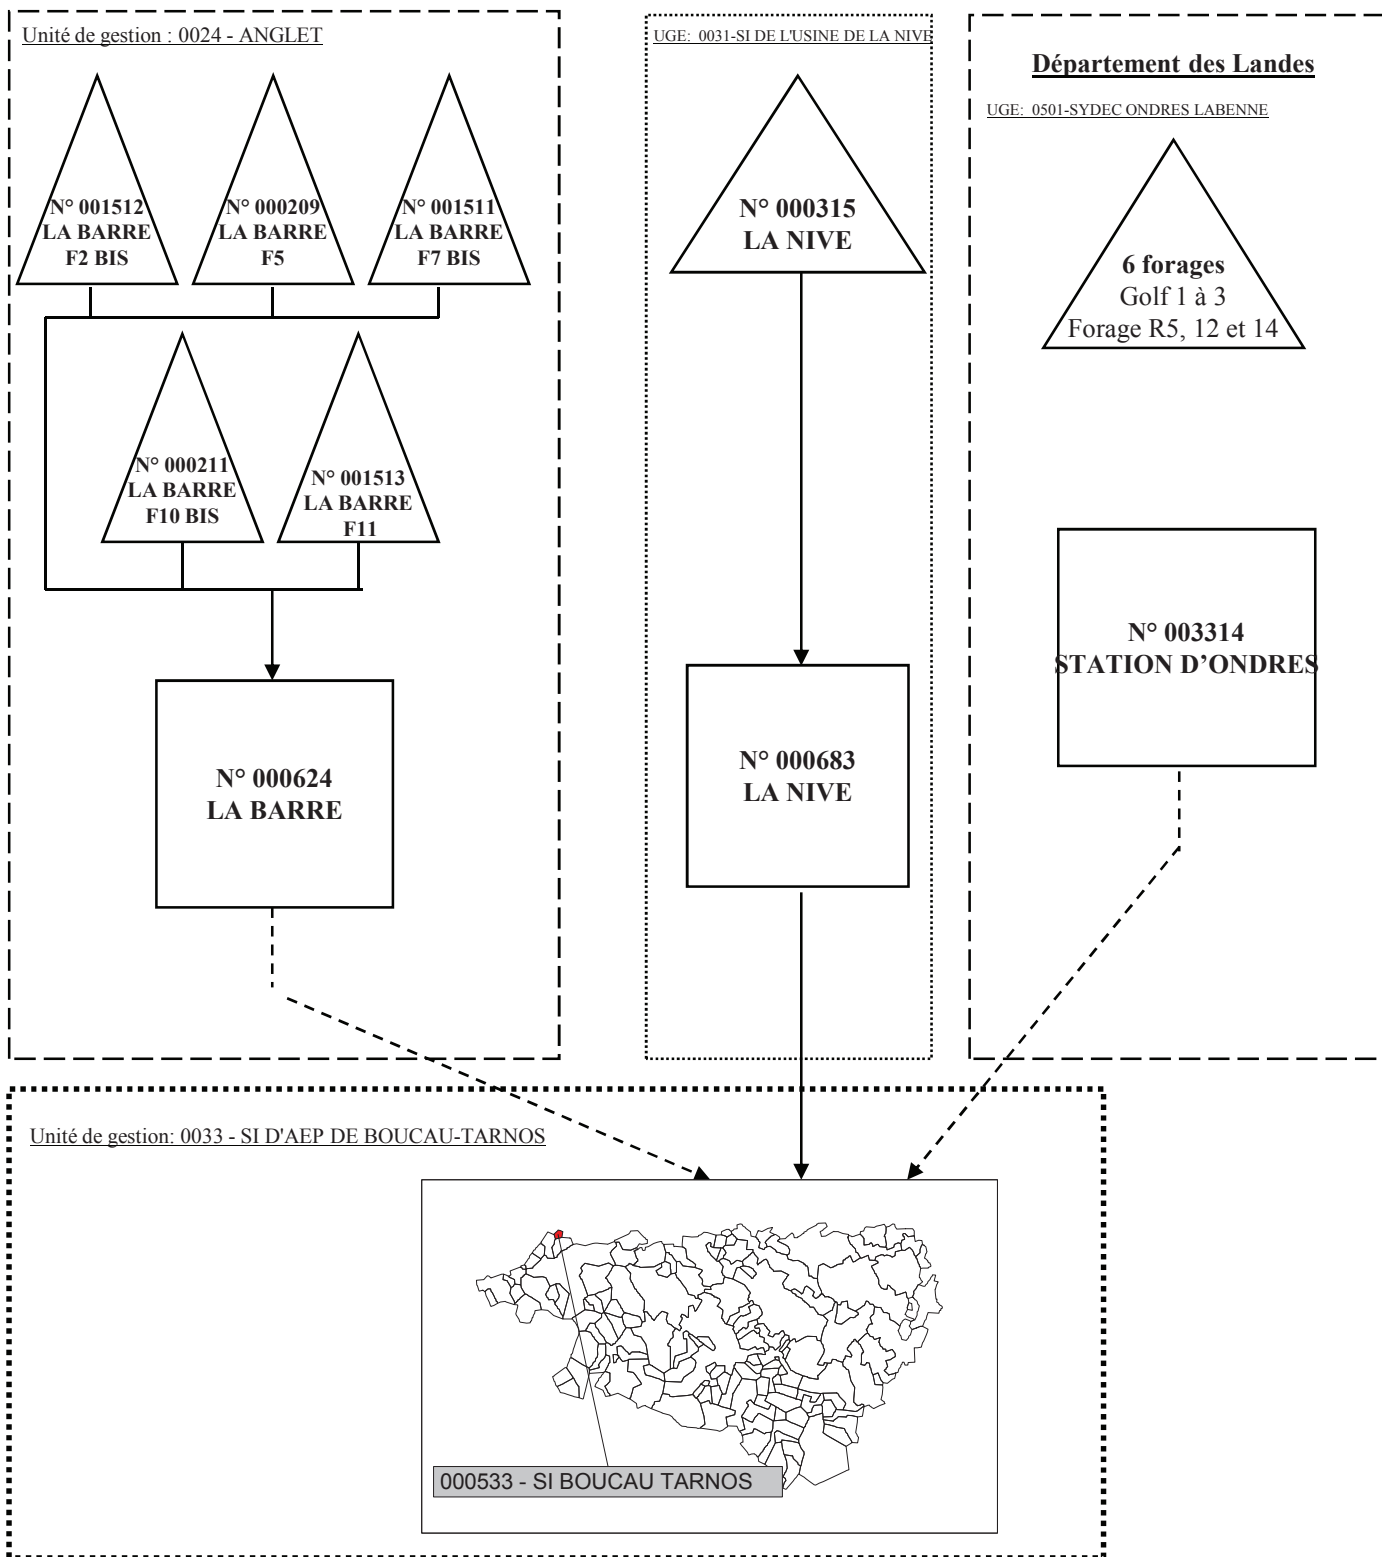 Unité de gestion : 0024 - ANGLET
N° 001512
LA BARRE
F2 BIS
N° 000209
LA BARRE
F5
N° 001511
LA BARRE
F7 BIS
N° 000211
LA BARRE
F10 BIS
N° 001513
LA BARRE
F11
N° 000624
LA BARRE
UGE: 0031-SI DE L'USINE DE LA NIVE
N° 000315
LA NIVE
N° 000683
LA NIVE
Département des Landes
UGE: 0501-SYDEC ONDRES LABENNE
6 forages
Golf 1 à 3
Forage R5, 12 et 14
N° 003314
STATION D’ONDRES
Unité de gestion: 0033 - SI D'AEP DE BOUCAU-TARNOS
000533 - SI BOUCAU TARNOS